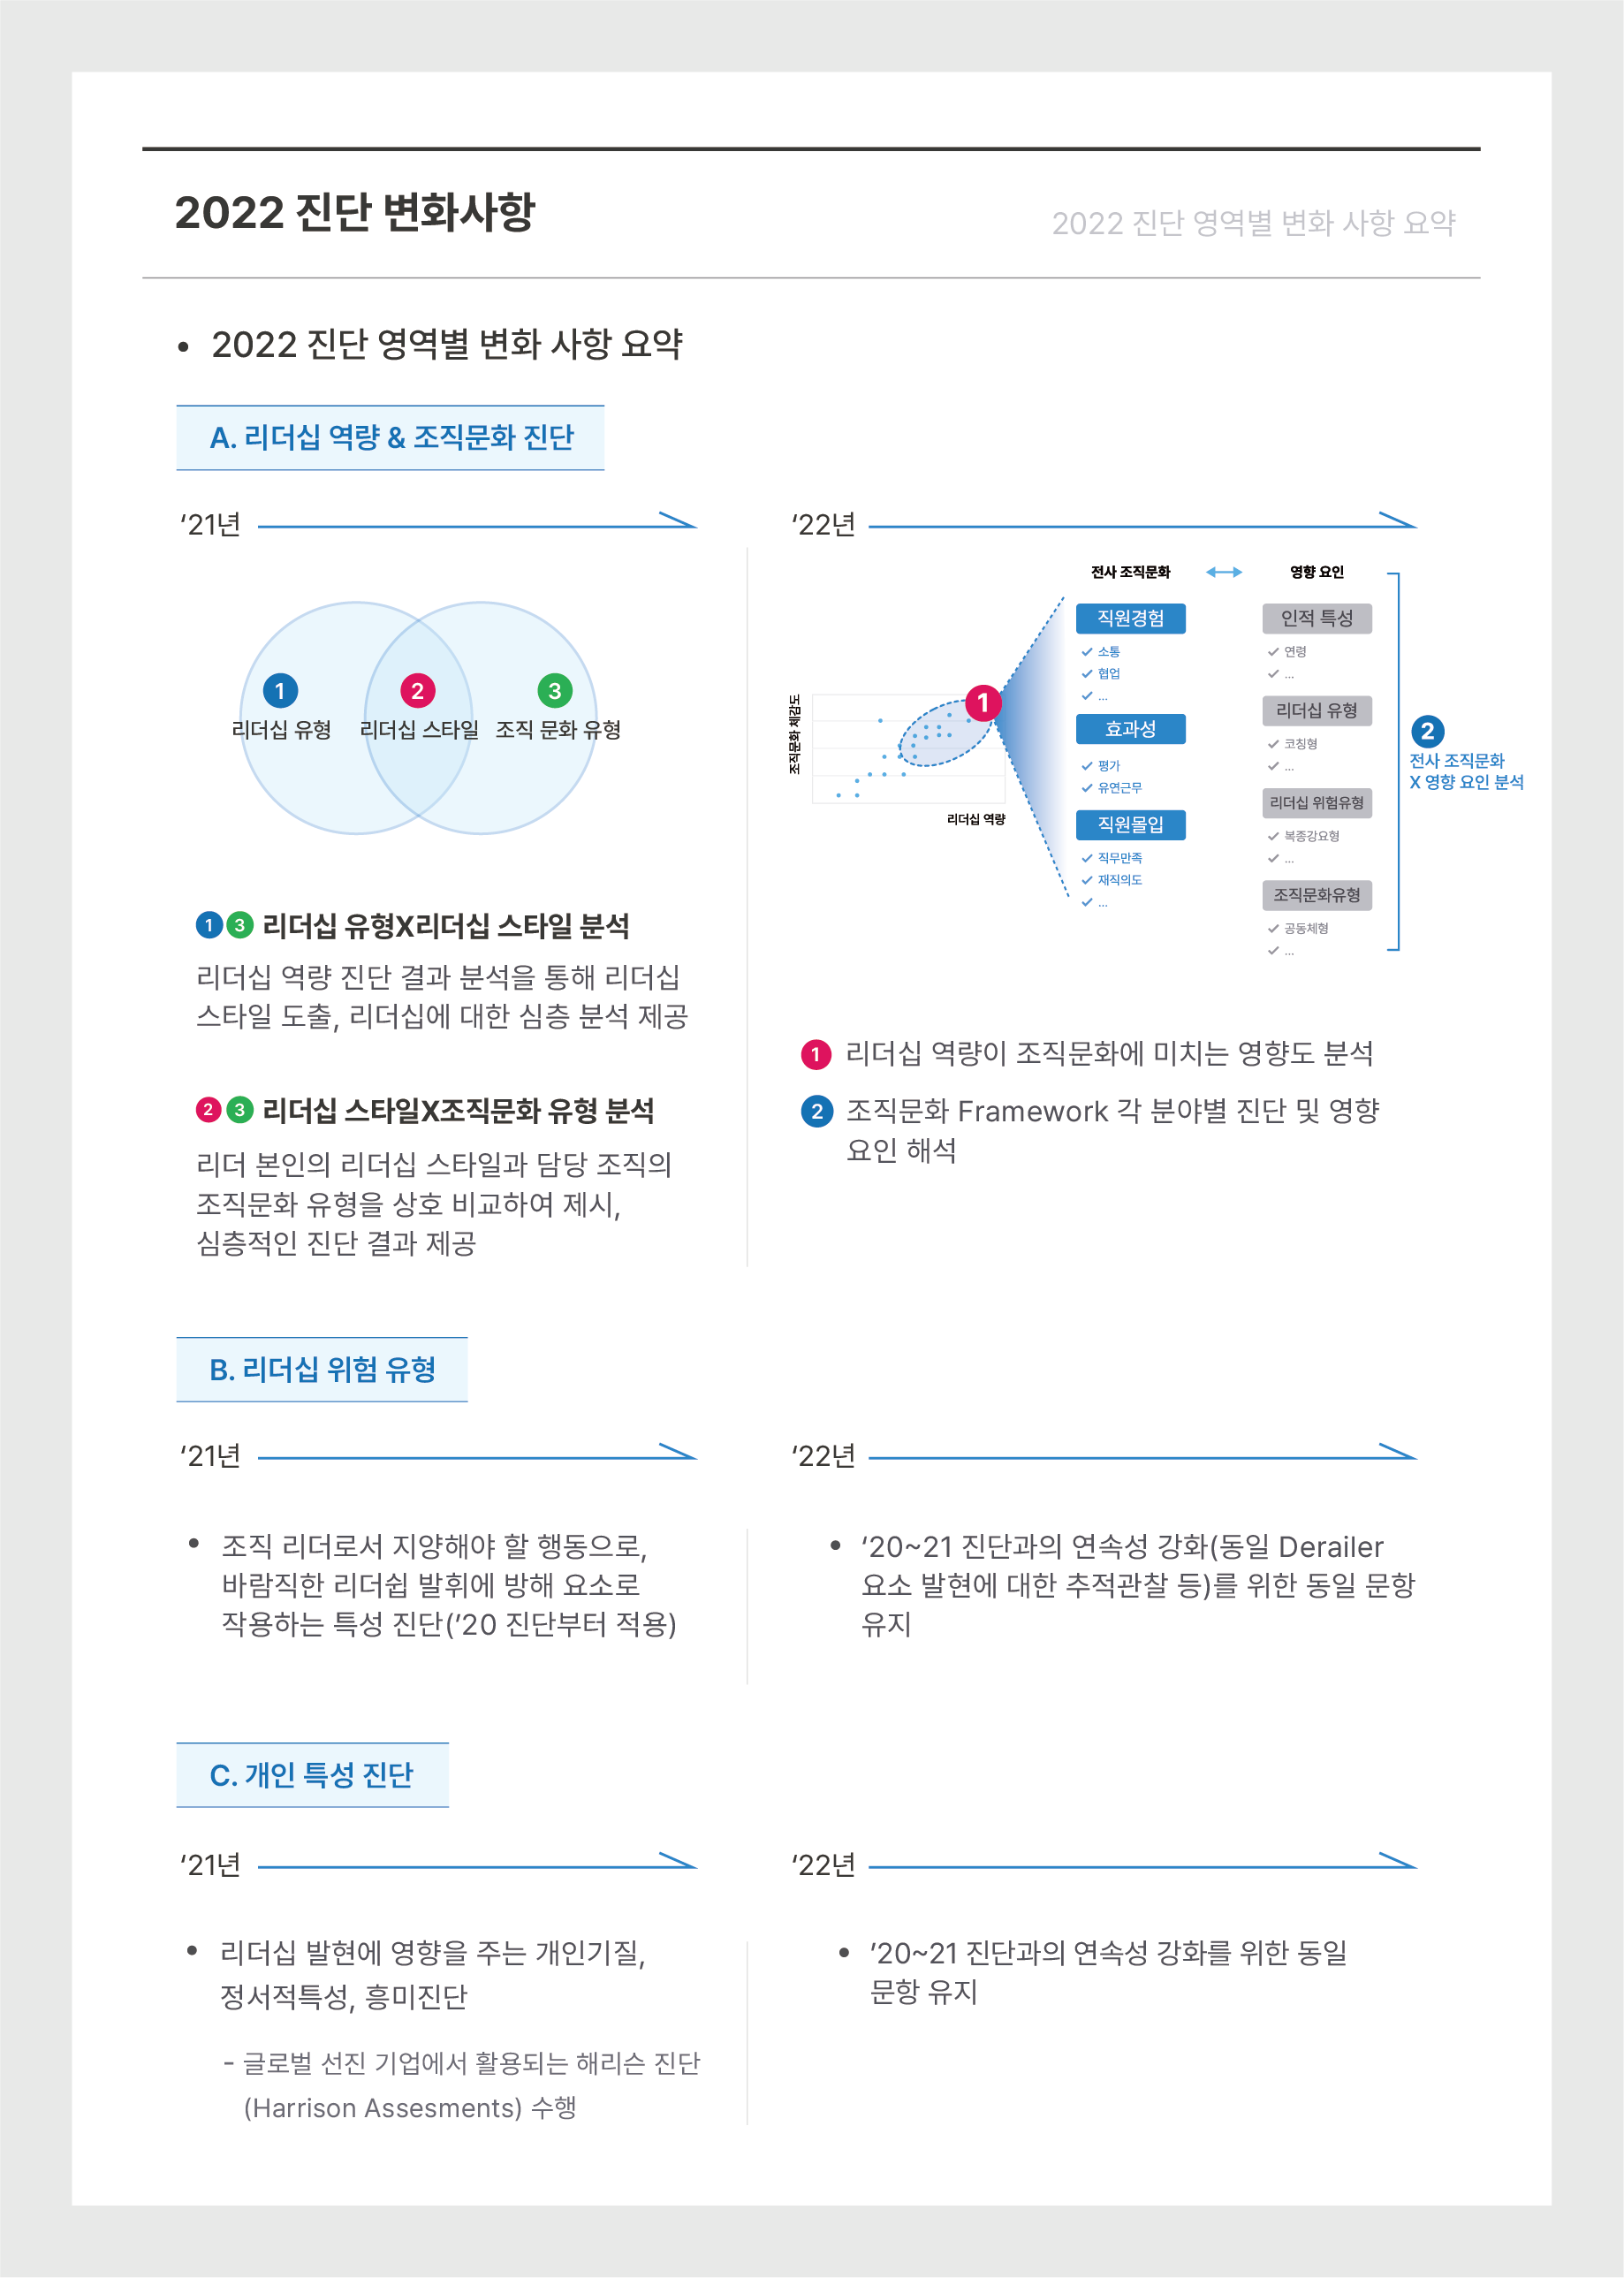 2022 진단 변화사항
2022 진단 영역별 변화 사항 요약
• 2022 진단 영역별 변화 사항 요약
A. 리더십 역량 & 조직문화 진단
‘21년
1
리더십 유형
2
리더십 스타일
3
조직 문화 유형
1 3 리더십 유형X리더십 스타일 분석
리더십 역량 진단 결과 분석을 통해 리더십
스타일 도출, 리더십에 대한 심층 분석 제공
2 3 리더십 스타일X조직문화 유형 분석
리더 본인의 리더십 스타일과 담당 조직의
조직문화 유형을 상호 비교하여 제시,
심층적인 진단 결과 제공
‘22년
조직문화 체감도
리더십 역량
1
전사 조직문화
직원경험
소통
협업
...
효과성
평가
유연근무
직원몰입
직무만족
재직의도
...
영향 요인
인적 특성
연령
...
리더십 유형
코칭형
...
리더십 위험유형
복종강요형
...
조직문화유형
공동체형
...
2
전사 조직문화
X 영향 요인 분석
1 리더십 역량이 조직문화에 미치는 영향도 분석
2 조직문화 Framework 각 분야별 진단 및 영향
요인 해석
B. 리더십 위험 유형
‘21년
• 조직 리더로서 지양해야 할 행동으로,
바람직한 리더쉽 발휘에 방해 요소로
작용하는 특성 진단(’20 진단부터 적용)
‘22년
• ‘20~21 진단과의 연속성 강화(동일 Derailer
요소 발현에 대한 추적관찰 등)를 위한 동일 문항
유지
C. 개인 특성 진단
‘21년
• 리더십 발현에 영향을 주는 개인기질,
정서적특성, 흥미진단
- 글로벌 선진 기업에서 활용되는 해리슨 진단
(Harrison Assesments) 수행
‘22년
• ’20~21 진단과의 연속성 강화를 위한 동일
문항 유지